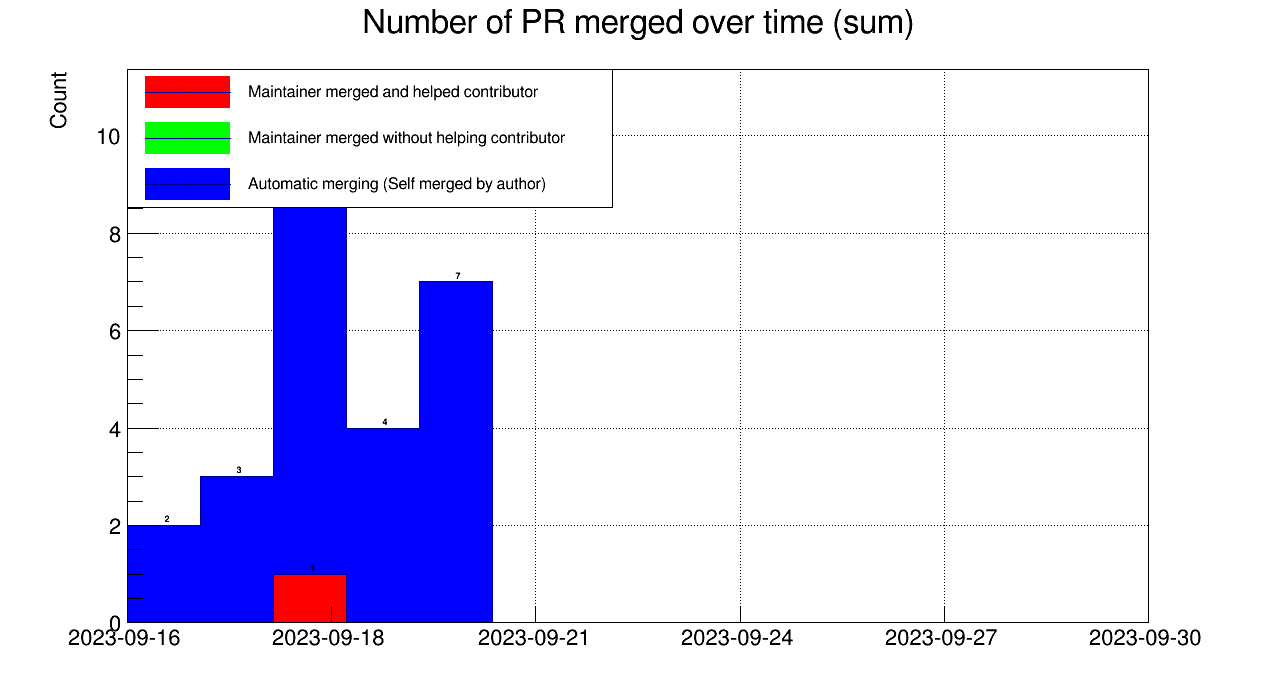 Number of PR merged over time (sum)
Count
Maintainer merged and helped contributor
Maintainer merged without helping contributor
Automatic merging (Self merged by author)
10
8
7
6
4
4
3
2
2
1
0
2023-09-16 2023-09-18 2023-09-21 2023-09-24 2023-09-27 2023-09-30